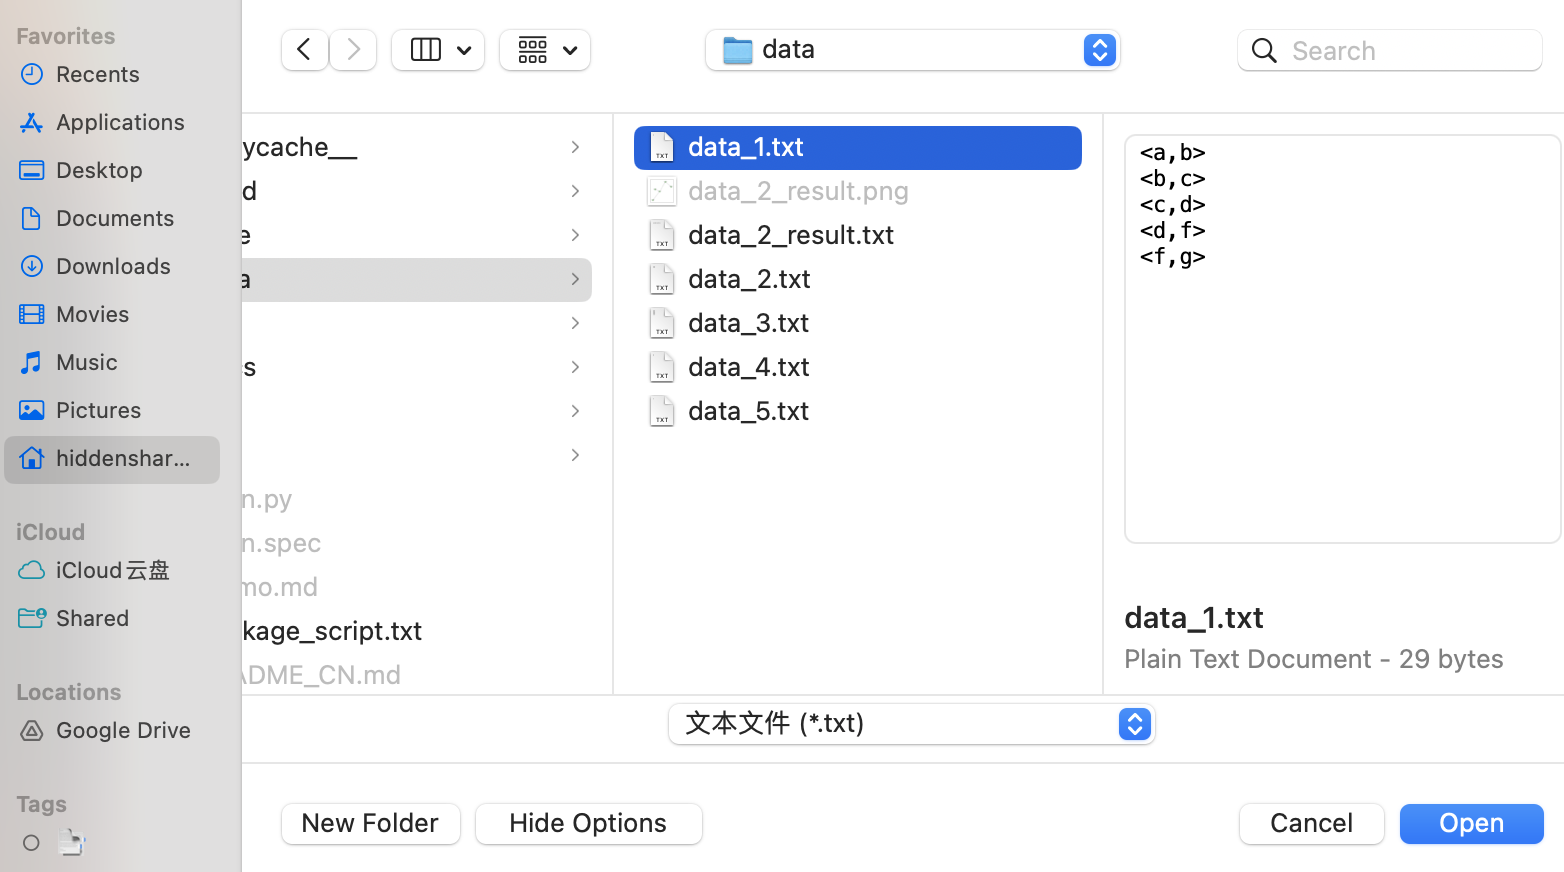 Favorites
Recents
Applications
Desktop
Documents
Downloads
Movies
Music
Pictures
hiddenshar...
iCloud
iCloud云盘
Shared
Locations
Google Drive
Tags
data
Search
ycache__
d
e
a
s
n.py
n.spec
mo.md
kage_script.txt
ADME_CN.md
data_1.txt
data_2_result.png
data_2_result.txt
data_2.txt
data_3.txt
data_4.txt
data_5.txt
<a,b>
<b,c>
<c,d>
<d,f>
<f,g>
data_1.txt
Plain Text Document - 29 bytes
文本文件 (*.txt)
New Folder
Hide Options
Cancel
Open